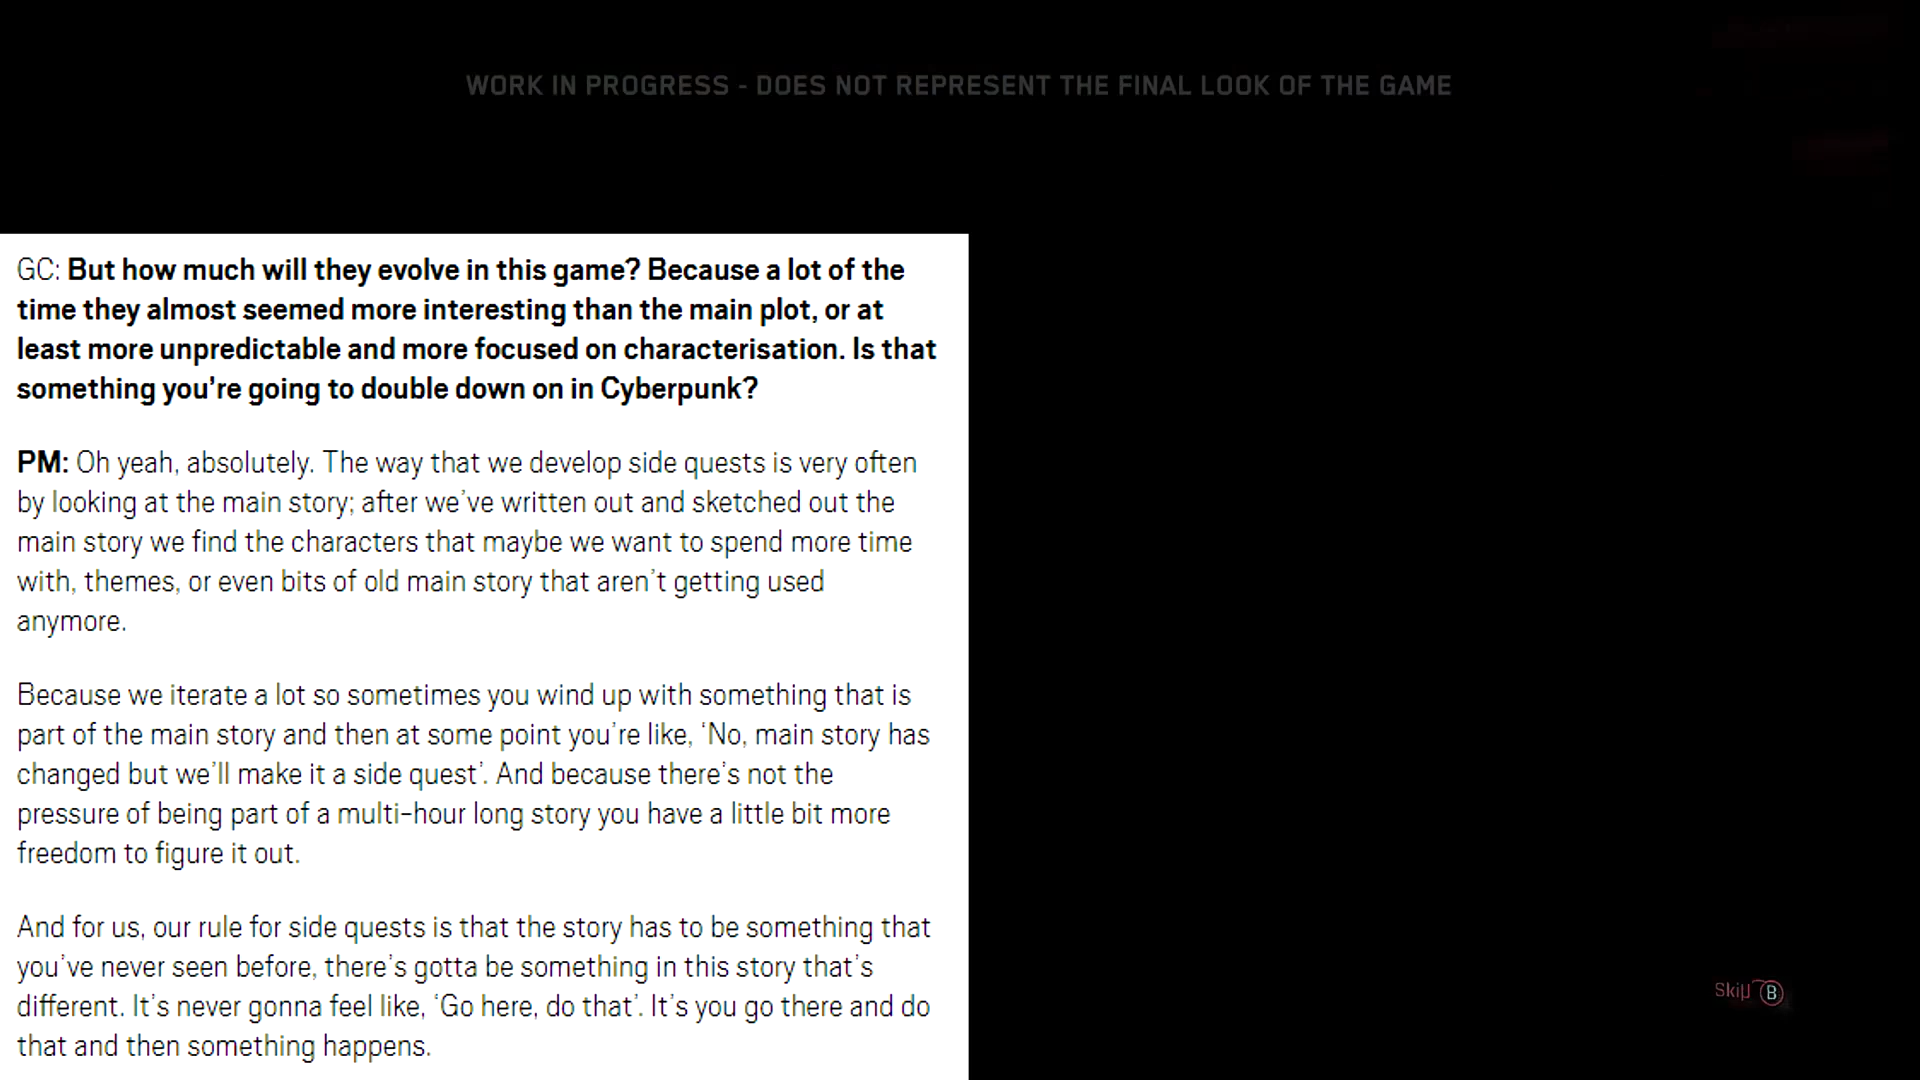 WORK IN PROGRESS - DOES NOT REPRESENT THE FINAL LOOK OF THE GAME
GC: But how much will they evolve in this game? Because a lot of the
time they almost seemed more interesting than the main plot, or at
least more unpredictable and more focused on characterisation. Is that
something you’re going to double down on in Cyberpunk?
PM: Oh yeah, absolutely. The way that we develop side quests is very often
by looking at the main story; after we’ve written out and sketched out the
main story we find the characters that maybe we want to spend more time
with, themes, or even bits of old main story that aren’t getting used
anymore.
Because we iterate a lot so sometimes you wind up with something that is
part of the main story and then at some point you’re like, ‘No, main story has
changed but we’ll make it a side quest’. And because there’s not the
pressure of being part of a multi-hour long story you have a little bit more
freedom to figure it out.
And for us, our rule for side quests is that the story has to be something that
you’ve never seen before, there’s gotta be something in this story that’s
different. It’s never gonna feel like, ‘Go here, do that’. It’s you go there and do
that and then something happens.
Skip B